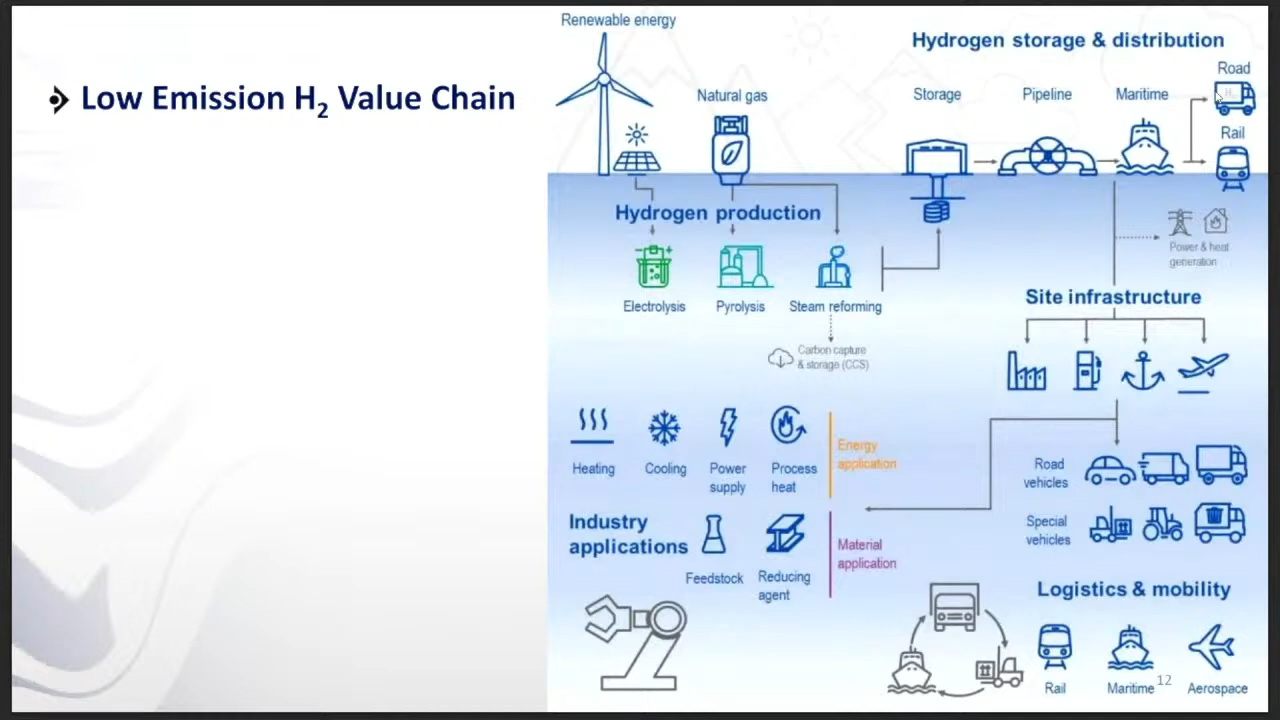 Low Emission H₂ Value Chain
Renewable energy
Natural gas
Hydrogen production
Electrolysis
Pyrolysis
Steam reforming
Carbon capture
& storage (CCS)
Hydrogen storage & distribution
Storage
Pipeline
Maritime
Road
Rail
Power & heat
generation
Site infrastructure
Heating
Cooling
Power
supply
Process
heat
Energy
application
Industry
applications
Feedstock
Reducing
agent
Material
application
Road
vehicles
Special
vehicles
Logistics & mobility
Rail
Maritime
Aerospace
12